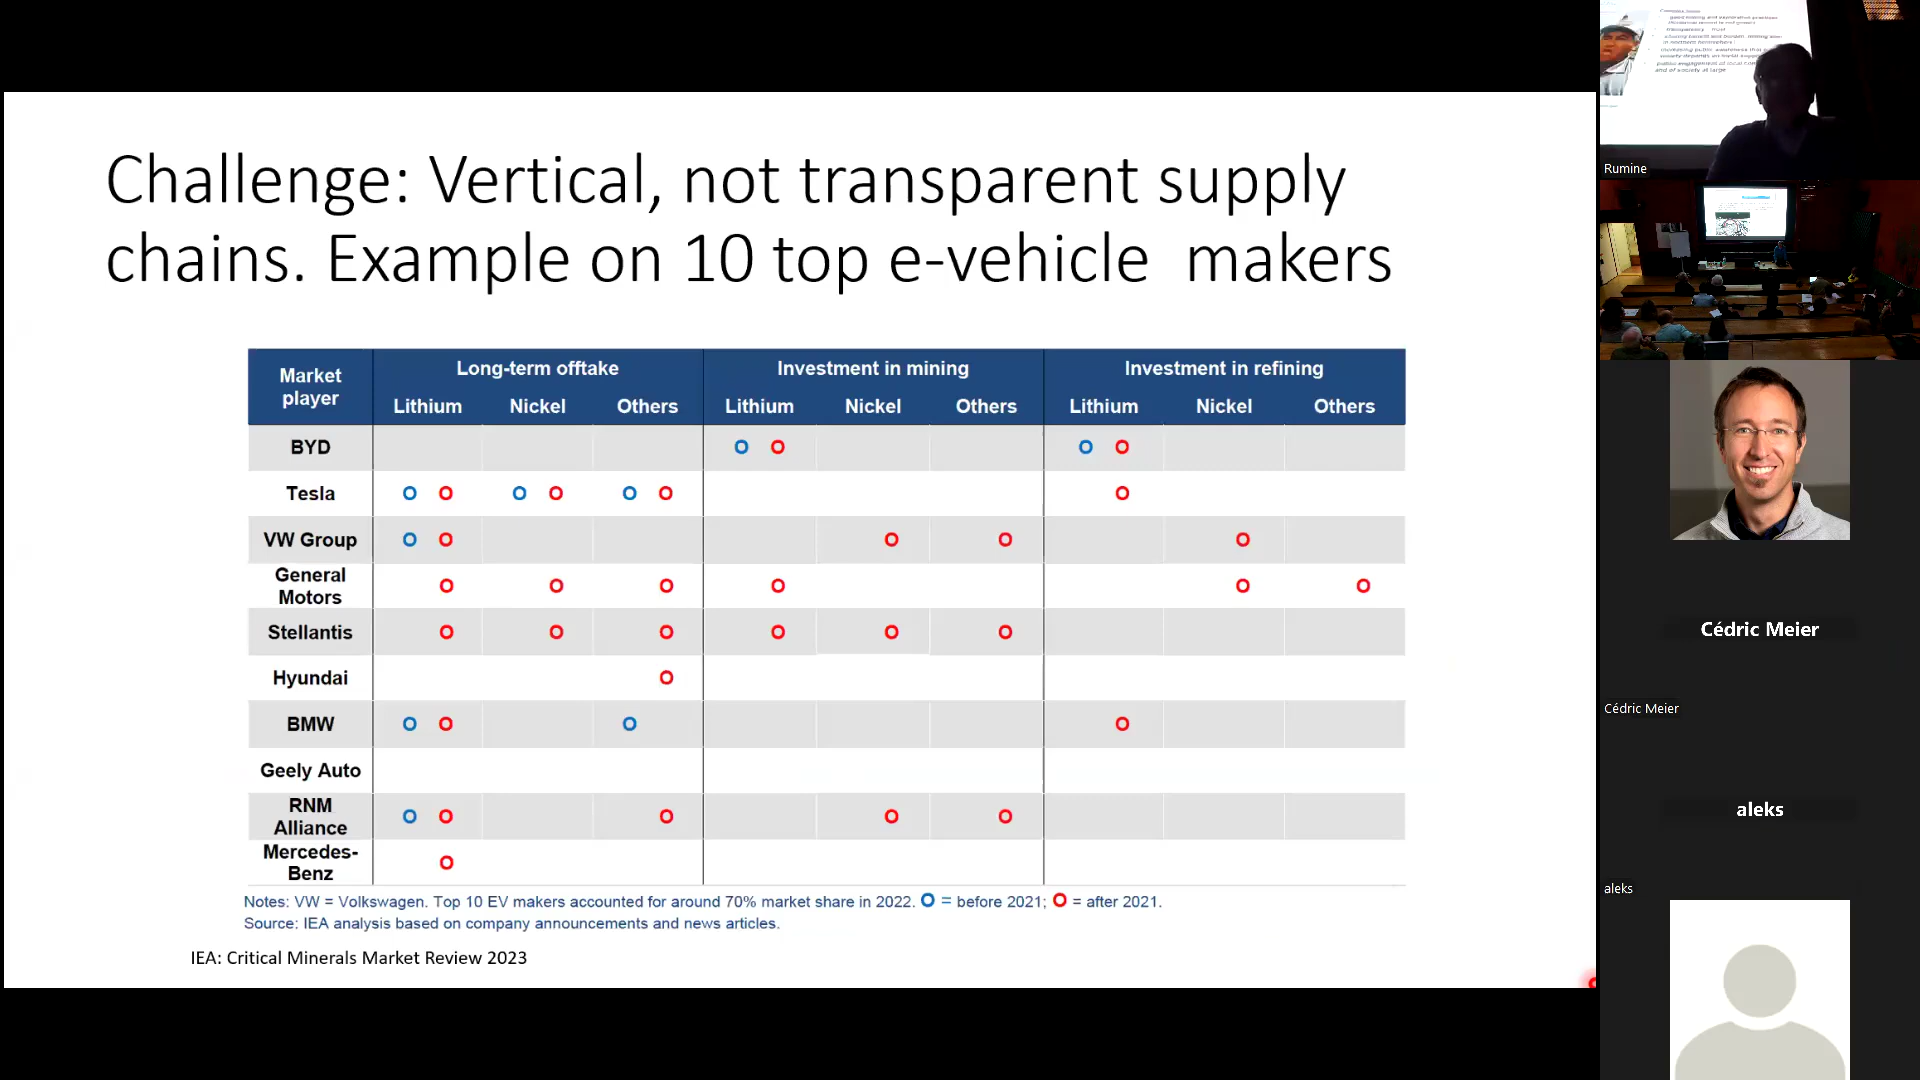 Challenge: Vertical, not transparent supply
chains. Example on 10 top e-vehicle makers
Market
player
Long-term offtake
Investment in mining
Investment in refining
Lithium Nickel Others Lithium Nickel Others Lithium Nickel Others
BYD O O O O
Tesla O O O O O O O
VW Group O O O O O
General
Motors
O O O O O O
Stellantis O O O O O O
Hyundai O
BMW O O O O
Geely Auto
RNM
Alliance
O O O O O
Mercedes-
Benz
O
Notes: VW = Volkswagen. Top 10 EV makers accounted for around 70% market share in 2022. O = before 2021; O = after 2021.
Source: IEA analysis based on company announcements and news articles.
IEA: Critical Minerals Market Review 2023
Rumine
Cédric Meier
Cédric Meier
aleks
aleks